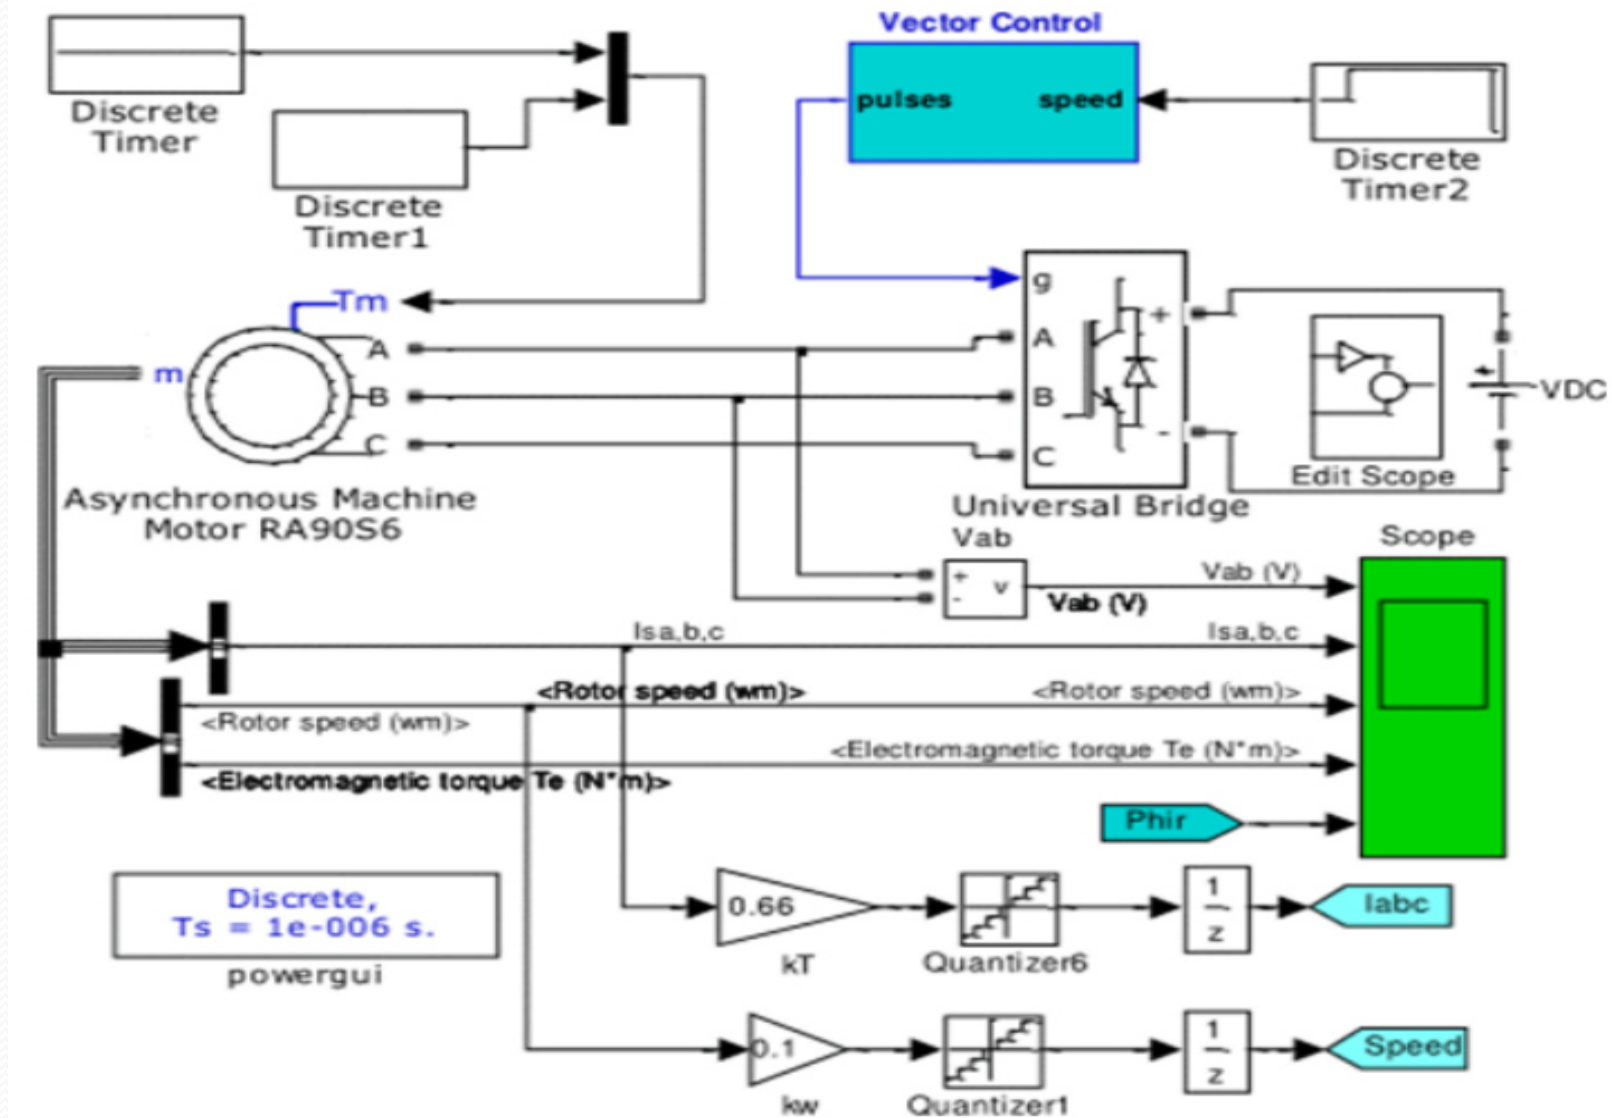 Vector Control
pulses
speed
Discrete
Timer
Discrete
Timer1
Discrete
Timer2
Tm
m
A
B
C
g
A
B
C
+
-
VDC
Edit Scope
Asynchronous Machine
Motor RA90S6
Universal Bridge
Vab
+
-
v
Vab (V)
Vab (V)
Scope
Isa,b,c
Isa,b,c
<Rotor speed (wm)>
<Rotor speed (wm)>
<Rotor speed (wm)>
<Electromagnetic torque Te (N*m)>
<Electromagnetic torque Te (N*m)>
Phir
Discrete,
Ts = 1e-006 s.
powergui
0.66
kT
Quantizer6
1
z
Iabc
0.1
kw
Quantizer1
1
z
Speed